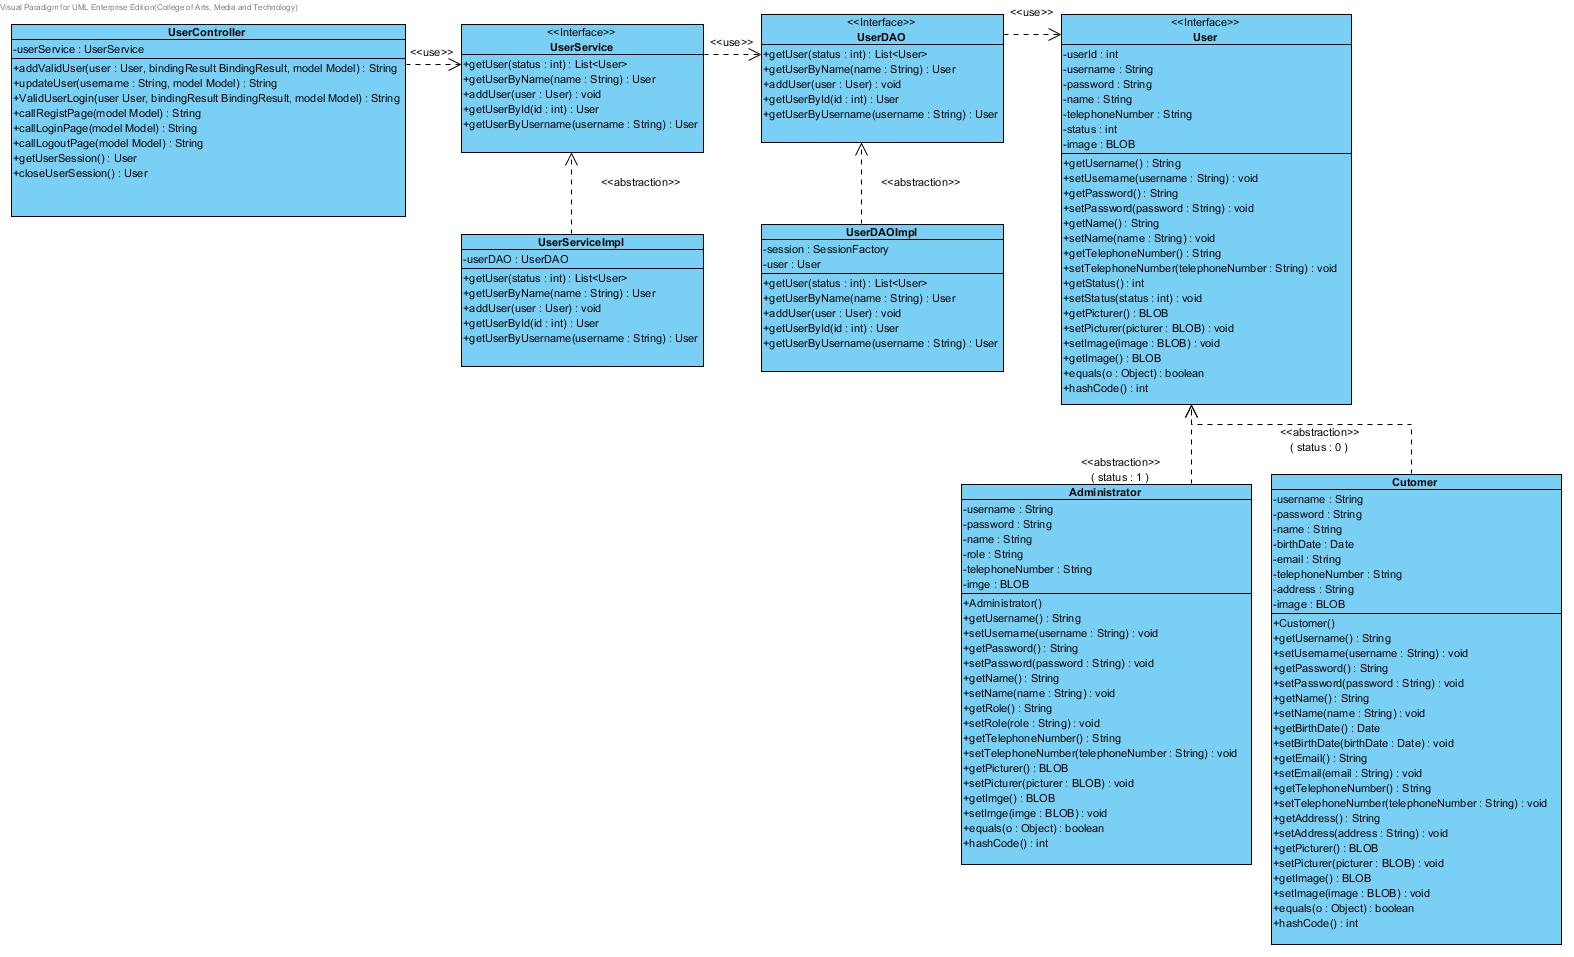 Visual Paradigm for UML Enterprise Edition(College of Arts, Media and Technology)
UserController
-userService : UserService
+addValidUser(user : User, bindingResult BindingResult, model Model) : String
+updateUser(username : String, model Model) : String
+ValidUserLogin(user User, bindingResult BindingResult, model Model) : String
+callRegistPage(model Model) : String
+callLoginPage(model Model) : String
+callLogoutPage(model Model) : String
+getUserSession() : User
+closeUserSession() : User
<<use>>
<<Interface>>
UserService
+getUser(status : int) : List<User>
+getUserByName(name : String) : User
+addUser(user : User) : void
+getUserById(id : int) : User
+getUserByUsername(username : String) : User
<<use>>
<<Interface>>
UserDAO
+getUser(status : int) : List<User>
+getUserByName(name : String) : User
+addUser(user : User) : void
+getUserById(id : int) : User
+getUserByUsername(username : String) : User
<<use>>
<<Interface>>
User
-userId : int
-username : String
-password : String
-name : String
-telephoneNumber : String
-status : int
-image : BLOB
+getUsername() : String
+setUsername(username : String) : void
+getPassword() : String
+setPassword(password : String) : void
+getName() : String
+setName(name : String) : void
+getTelephoneNumber() : String
+setTelephoneNumber(telephoneNumber : String) : void
+getStatus() : int
+setStatus(status : int) : void
+getPicturer() : BLOB
+setPicturer(picturer : BLOB) : void
+setImage(image : BLOB) : void
+getImage() : BLOB
+equals(o : Object) : boolean
+hashCode() : int
<<abstraction>>
<<abstraction>>
UserServiceImpl
-userDAO : UserDAO
+getUser(status : int) : List<User>
+getUserByName(name : String) : User
+addUser(user : User) : void
+getUserById(id : int) : User
+getUserByUsername(username : String) : User
UserDAOImpl
-session : SessionFactory
-user : User
+getUser(status : int) : List<User>
+getUserByName(name : String) : User
+addUser(user : User) : void
+getUserById(id : int) : User
+getUserByUsername(username : String) : User
<<abstraction>>
( status : 1 )
<<abstraction>>
( status : 0 )
Administrator
-username : String
-password : String
-name : String
-role : String
-telephoneNumber : String
-imge : BLOB
+Administrator()
+getUsername() : String
+setUsername(username : String) : void
+getPassword() : String
+setPassword(password : String) : void
+getName() : String
+setName(name : String) : void
+getRole() : String
+setRole(role : String) : void
+getTelephoneNumber() : String
+setTelephoneNumber(telephoneNumber : String) : void
+getPicturer() : BLOB
+setPicturer(picturer : BLOB) : void
+getImge() : BLOB
+setImge(imge : BLOB) : void
+equals(o : Object) : boolean
+hashCode() : int
Cutomer
-username : String
-password : String
-name : String
-birthDate : Date
-email : String
-telephoneNumber : String
-address : String
-image : BLOB
+Customer()
+getUsername() : String
+setUsername(username : String) : void
+getPassword() : String
+setPassword(password : String) : void
+getName() : String
+setName(name : String) : void
+getBirthDate() : Date
+setBirthDate(birthDate : Date) : void
+getEmail() : String
+setEmail(email : String) : void
+getTelephoneNumber() : String
+setTelephoneNumber(telephoneNumber : String) : void
+getAddress() : String
+setAddress(address : String) : void
+getPicturer() : BLOB
+setPicturer(picturer : BLOB) : void
+getImage() : BLOB
+setImage(image : BLOB) : void
+equals(o : Object) : boolean
+hashCode() : int